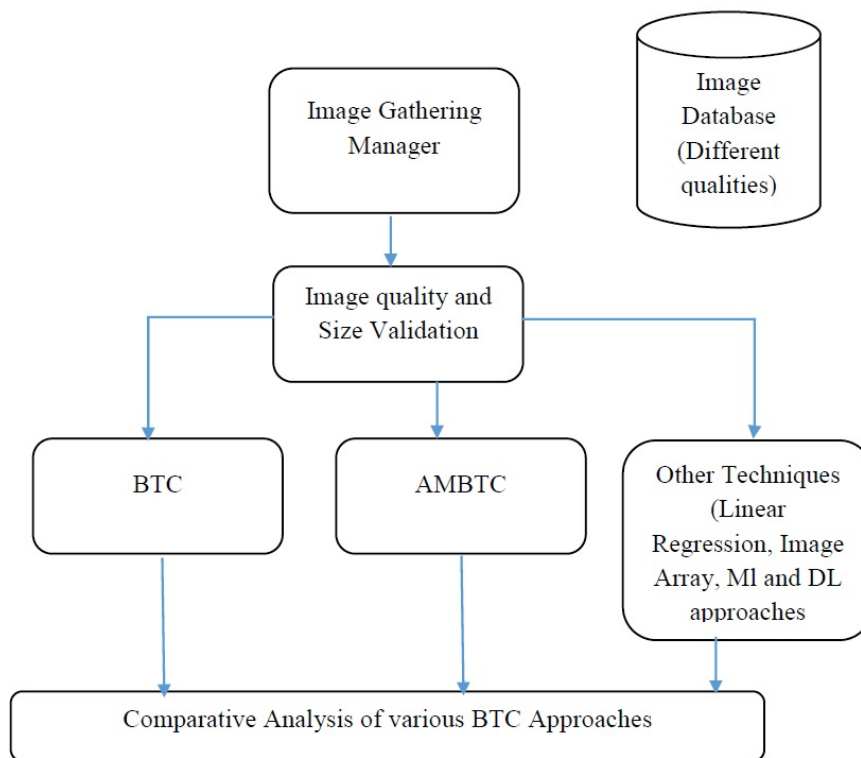 Image Gathering
Manager
Image
Database
(Different
qualities)
Image quality and
Size Validation
BTC
AMBTC
Other Techniques
(Linear
Regression, Image
Array, Ml and DL
approaches
Comparative Analysis of various BTC Approaches